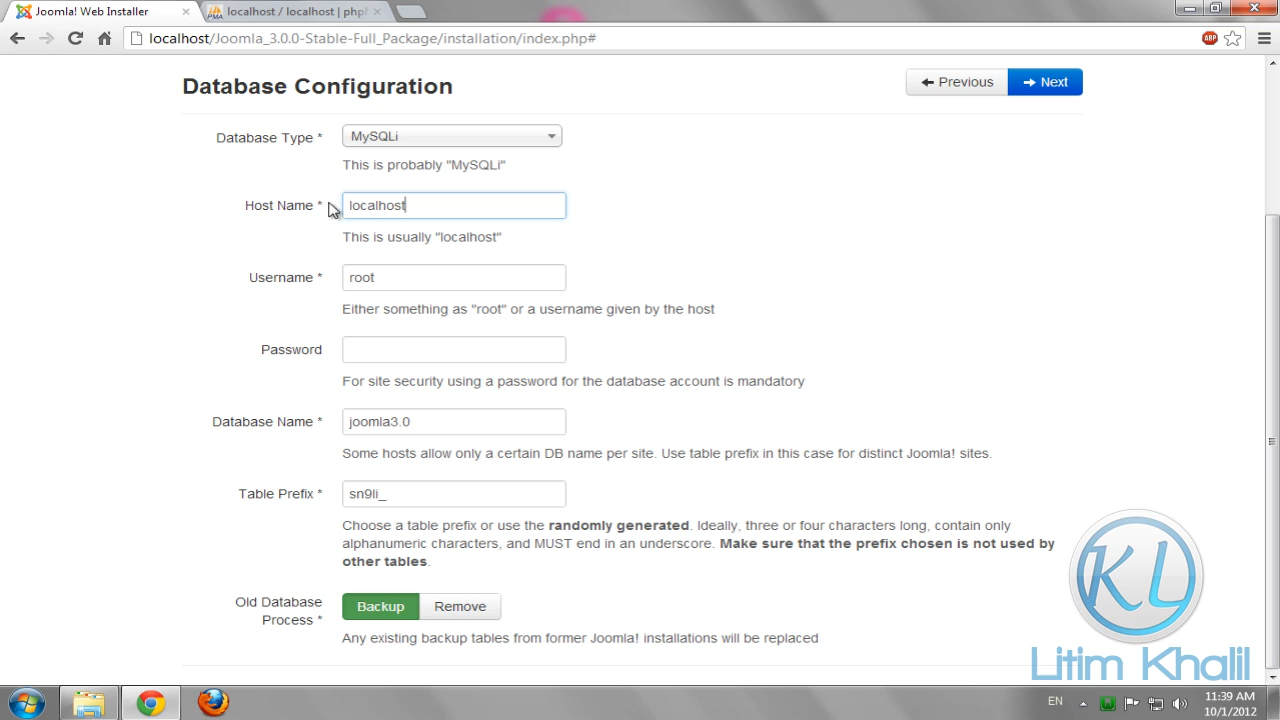 Joomla! Web Installer
localhost / localhost | php
localhost/Joomla_3.0.0-Stable-Full_Package/installation/index.php#
ABP
Database Configuration
Previous
Next
Database Type *
MySQLi
This is probably "MySQLi"
Host Name *
localhost
This is usually "localhost"
Username *
root
Either something as "root" or a username given by the host
Password
For site security using a password for the database account is mandatory
Database Name *
joomla3.0
Some hosts allow only a certain DB name per site. Use table prefix in this case for distinct Joomla! sites.
Table Prefix *
sn9li_
Choose a table prefix or use the randomly generated. Ideally, three or four characters long, contain only
alphanumeric characters, and MUST end in an underscore. Make sure that the prefix chosen is not used by
other tables.
Old Database
Process *
Backup
Remove
Any existing backup tables from former Joomla! installations will be replaced
KL
Litim Khalil
EN
11:39 AM
10/1/2012